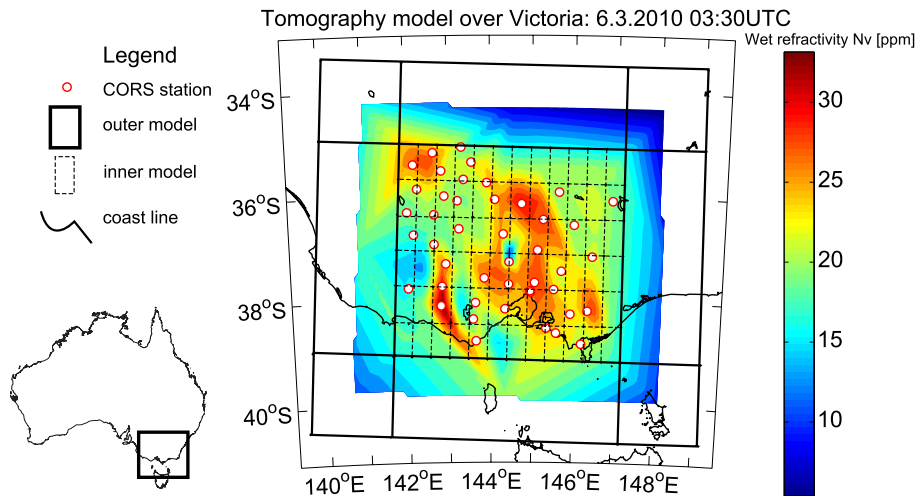 Tomography model over Victoria: 6.3.2010 03:30UTC
Wet refractivity Nv [ppm]
Legend
CORS station
outer model
inner model
coast line
34°S
36°S
38°S
40°S
140°E
142°E
144°E
146°E
148°E
30
25
20
15
10